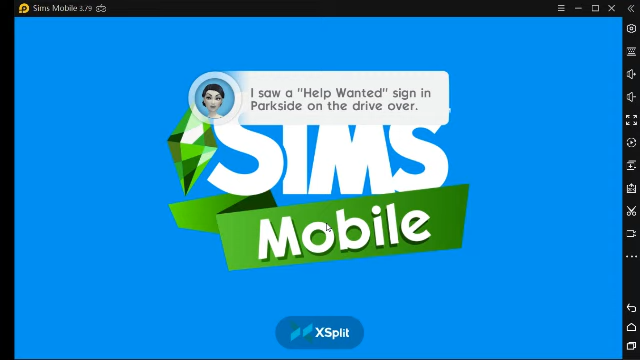 Sims Mobile 3.79
I saw a "Help Wanted" sign in
Parkside on the drive over.
SIMS
Mobile
XSplit